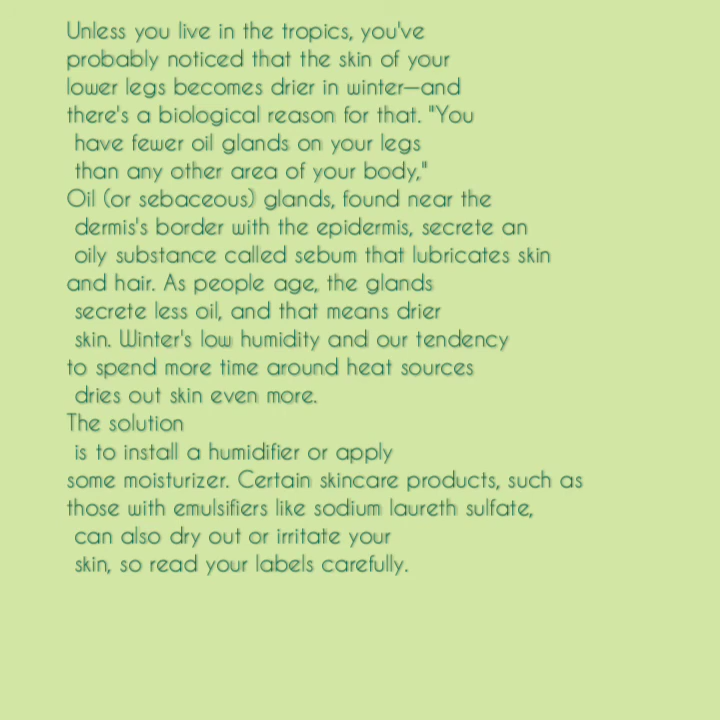 Unless you live in the tropics, you've
probably noticed that the skin of your
lower legs becomes drier in winter—and
there's a biological reason for that. "You
have fewer oil glands on your legs
than any other area of your body,"
Oil (or sebaceous) glands, found near the
dermis's border with the epidermis, secrete an
oily substance called sebum that lubricates skin
and hair. As people age, the glands
secrete less oil, and that means drier
skin. Winter's low humidity and our tendency
to spend more time around heat sources
dries out skin even more.
The solution
is to install a humidifier or apply
some moisturizer. Certain skincare products, such as
those with emulsifiers like sodium laureth sulfate,
can also dry out or irritate your
skin, so read your labels carefully.